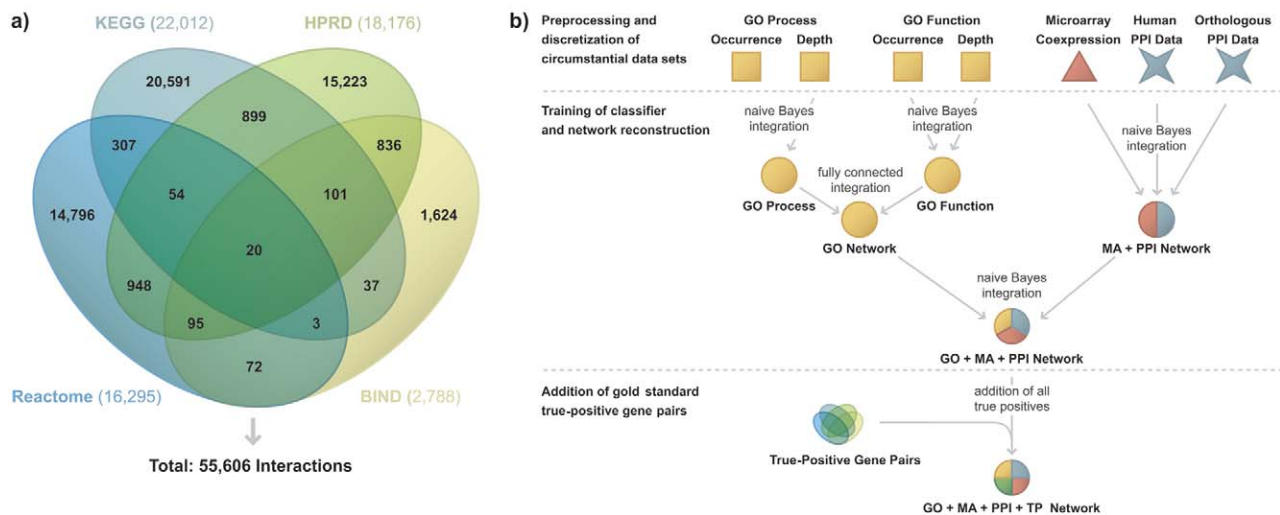 a)
KEGG (22,012)
HPRD (18,176)
20,591
15,223
899
307
836
54
101
14,796
1,624
20
948
37
95
3
72
Reactome (16,295)
BIND (2,788)
Total: 55,606 Interactions
b)
Preprocessing and
discretization of
circumstantial data sets
GO Process
Occurrence Depth
GO Function
Occurrence Depth
Microarray
Coexpression
Human
PPI Data
Orthologous
PPI Data
Training of classifier
and network reconstruction
naive Bayes
integration
naive Bayes
integration
naive Bayes
integration
fully connected
integration
GO Process
GO Function
GO Network
MA + PPI Network
naive Bayes
integration
GO + MA + PPI Network
Addition of gold standard
true-positive gene pairs
addition of all
true positives
True-Positive Gene Pairs
GO + MA + PPI + TP Network